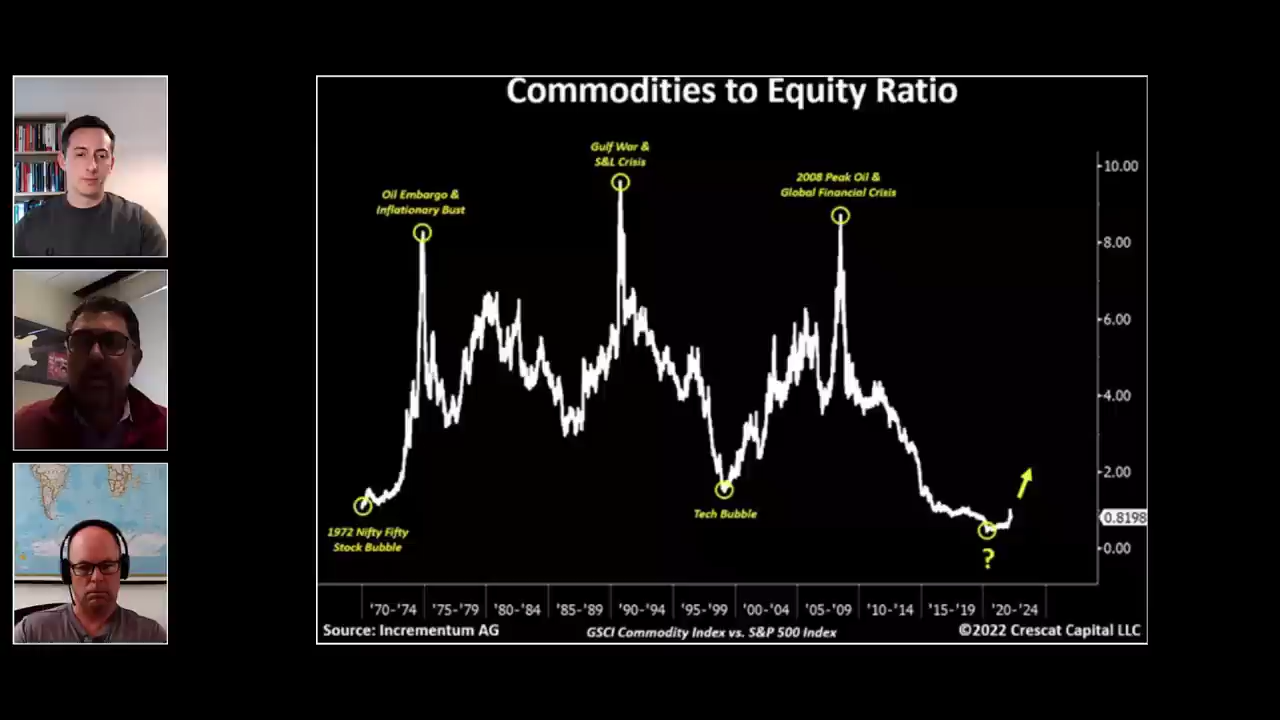 Commodities to Equity Ratio
Gulf War &
S&L Crisis
2008 Peak Oil &
Global Financial Crisis
Oil Embargo &
Inflationary Bust
10.00
8.00
6.00
4.00
2.00
0.8198
0.00
Tech Bubble
1972 Nifty Fifty
Stock Bubble
?
'70-'74 '75-'79 '80-'84 '85-'89 '90-'94 '95-'99 '00-'04 '05-'09 '10-'14 '15-'19 '20-'24
Source: Incrementum AG GSCI Commodity Index vs. S&P 500 Index ©2022 Crescat Capital LLC